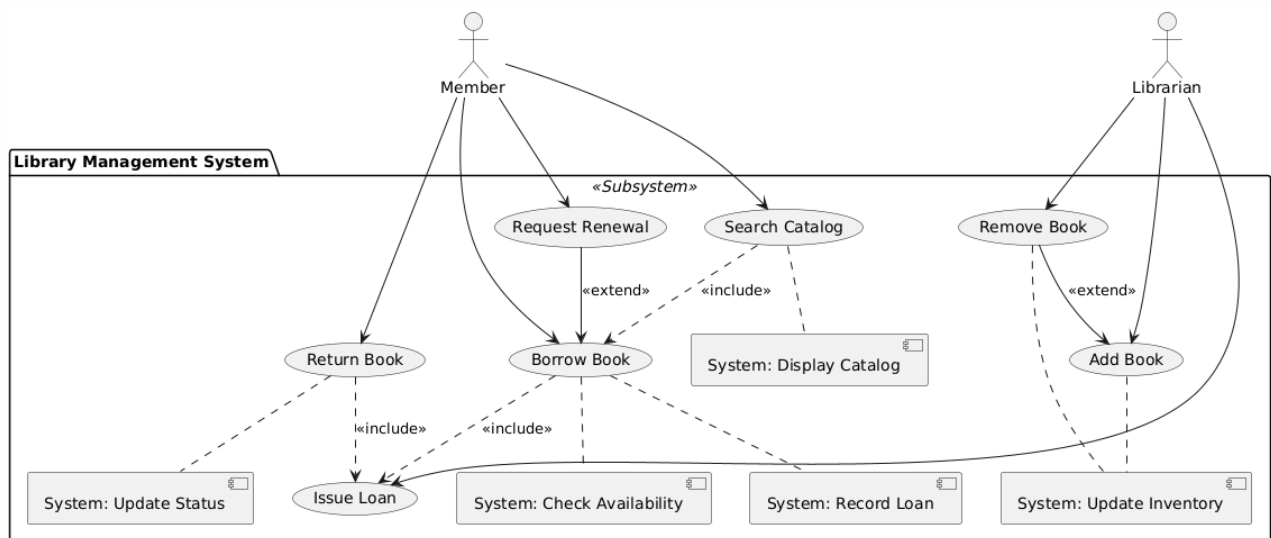 Member
Librarian
Library Management System
«Subsystem»
Request Renewal
Search Catalog
Remove Book
«extend»
«include»
«extend»
Return Book
Borrow Book
System: Display Catalog
Add Book
«include»
«include»
System: Update Status
Issue Loan
System: Check Availability
System: Record Loan
System: Update Inventory